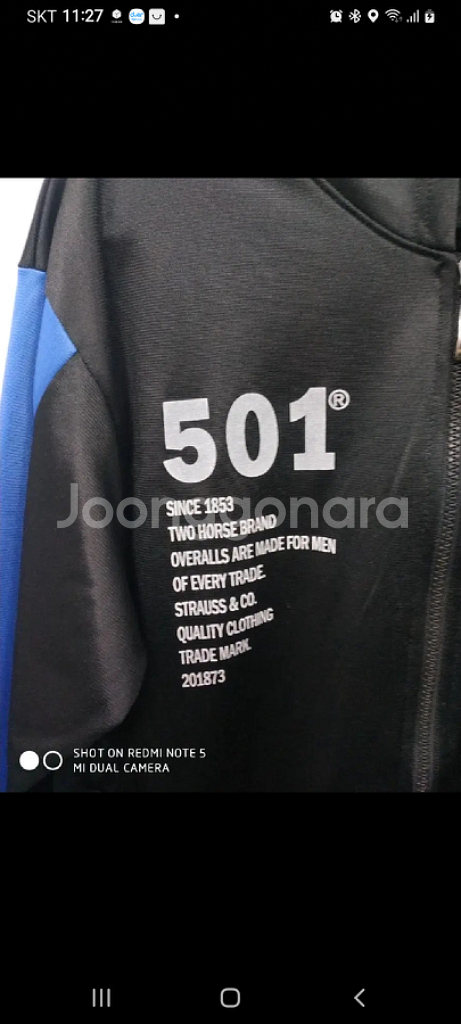 SKT 11:27
501®
SINCE 1853
TWO HORSE BRAND
OVERALLS ARE MADE FOR MEN
OF EVERY TRADE.
STRAUSS & CO.
QUALITY CLOTHING
TRADE MARK.
201873
Joonggonara
SHOT ON REDMI NOTE 5
MI DUAL CAMERA